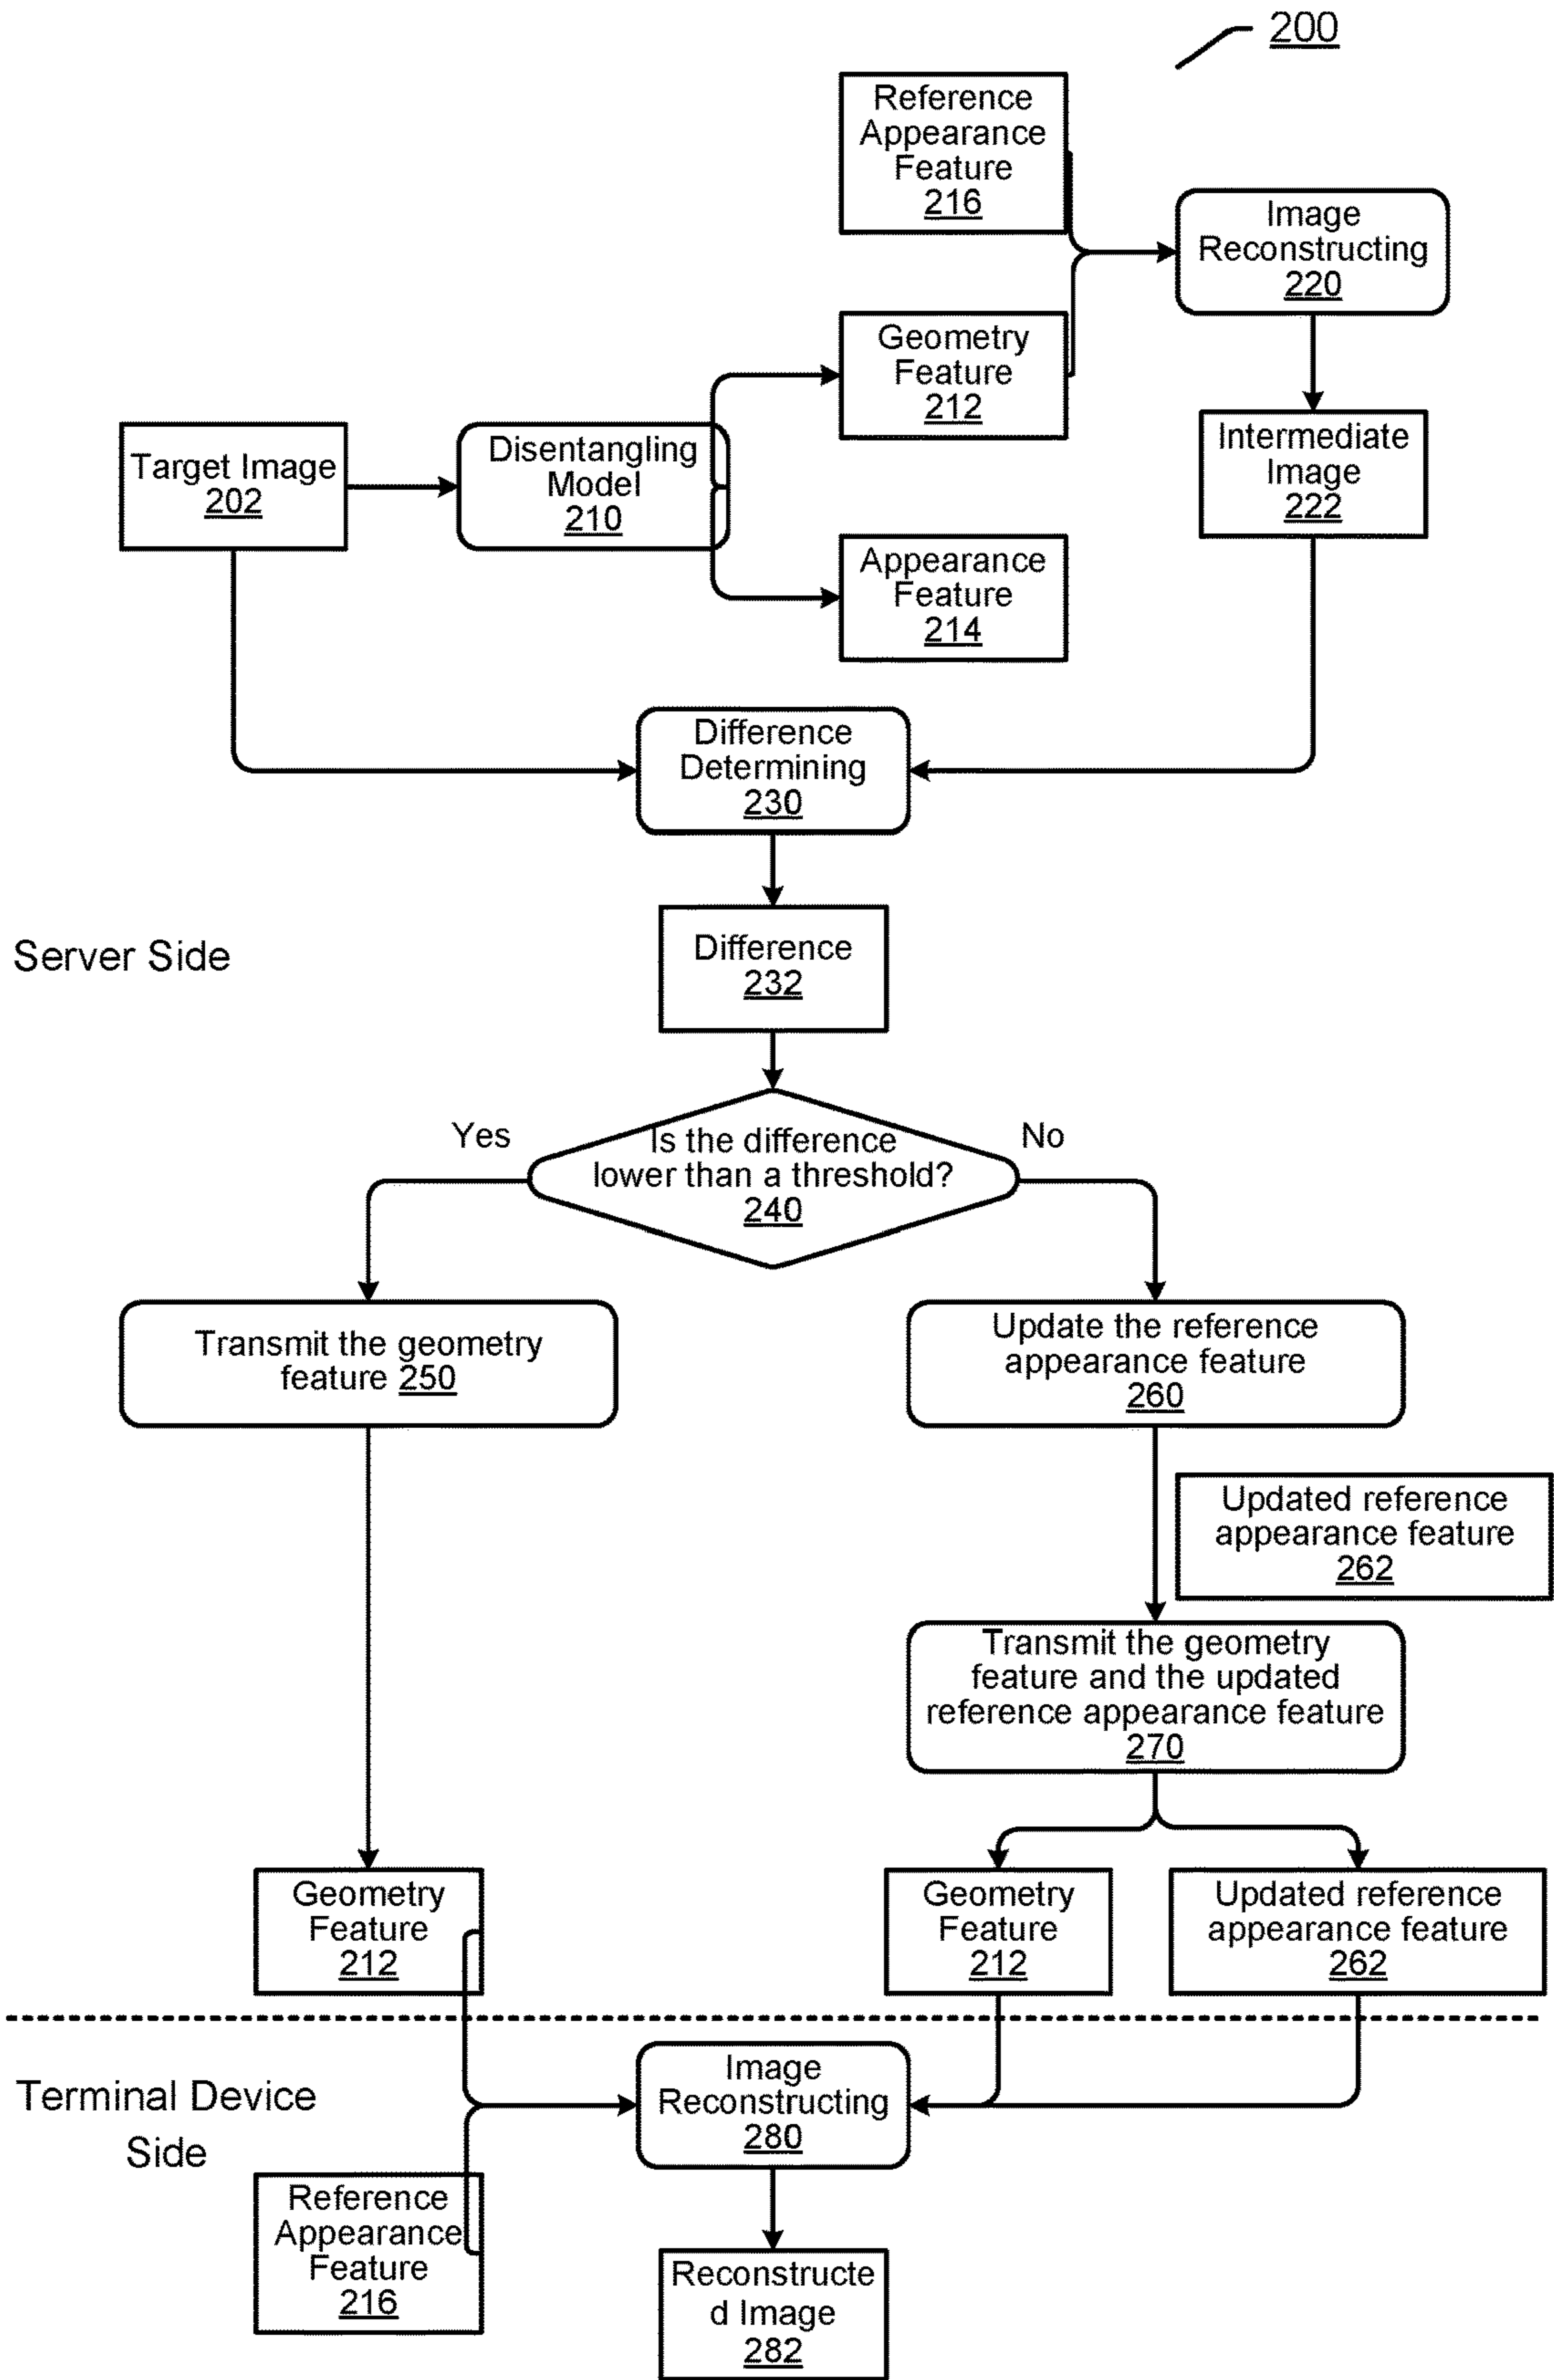 200
Reference
Appearance
Feature
216
Image
Reconstructing
220
Geometry
Feature
212
Intermediate
Image
222
Target Image
202
Disentangling
Model
210
Appearance
Feature
214
Difference
Determining
230
Server Side
Difference
232
Yes
Is the difference
lower than a threshold?
240
No
Transmit the geometry
feature 250
Update the reference
appearance feature
260
Updated reference
appearance feature
262
Transmit the geometry
feature and the updated
reference appearance feature
270
Geometry
Feature
212
Geometry
Feature
212
Updated reference
appearance feature
262
Terminal Device
Side
Image
Reconstructing
280
Reference
Appearance
Feature
216
Reconstructe
d Image
282